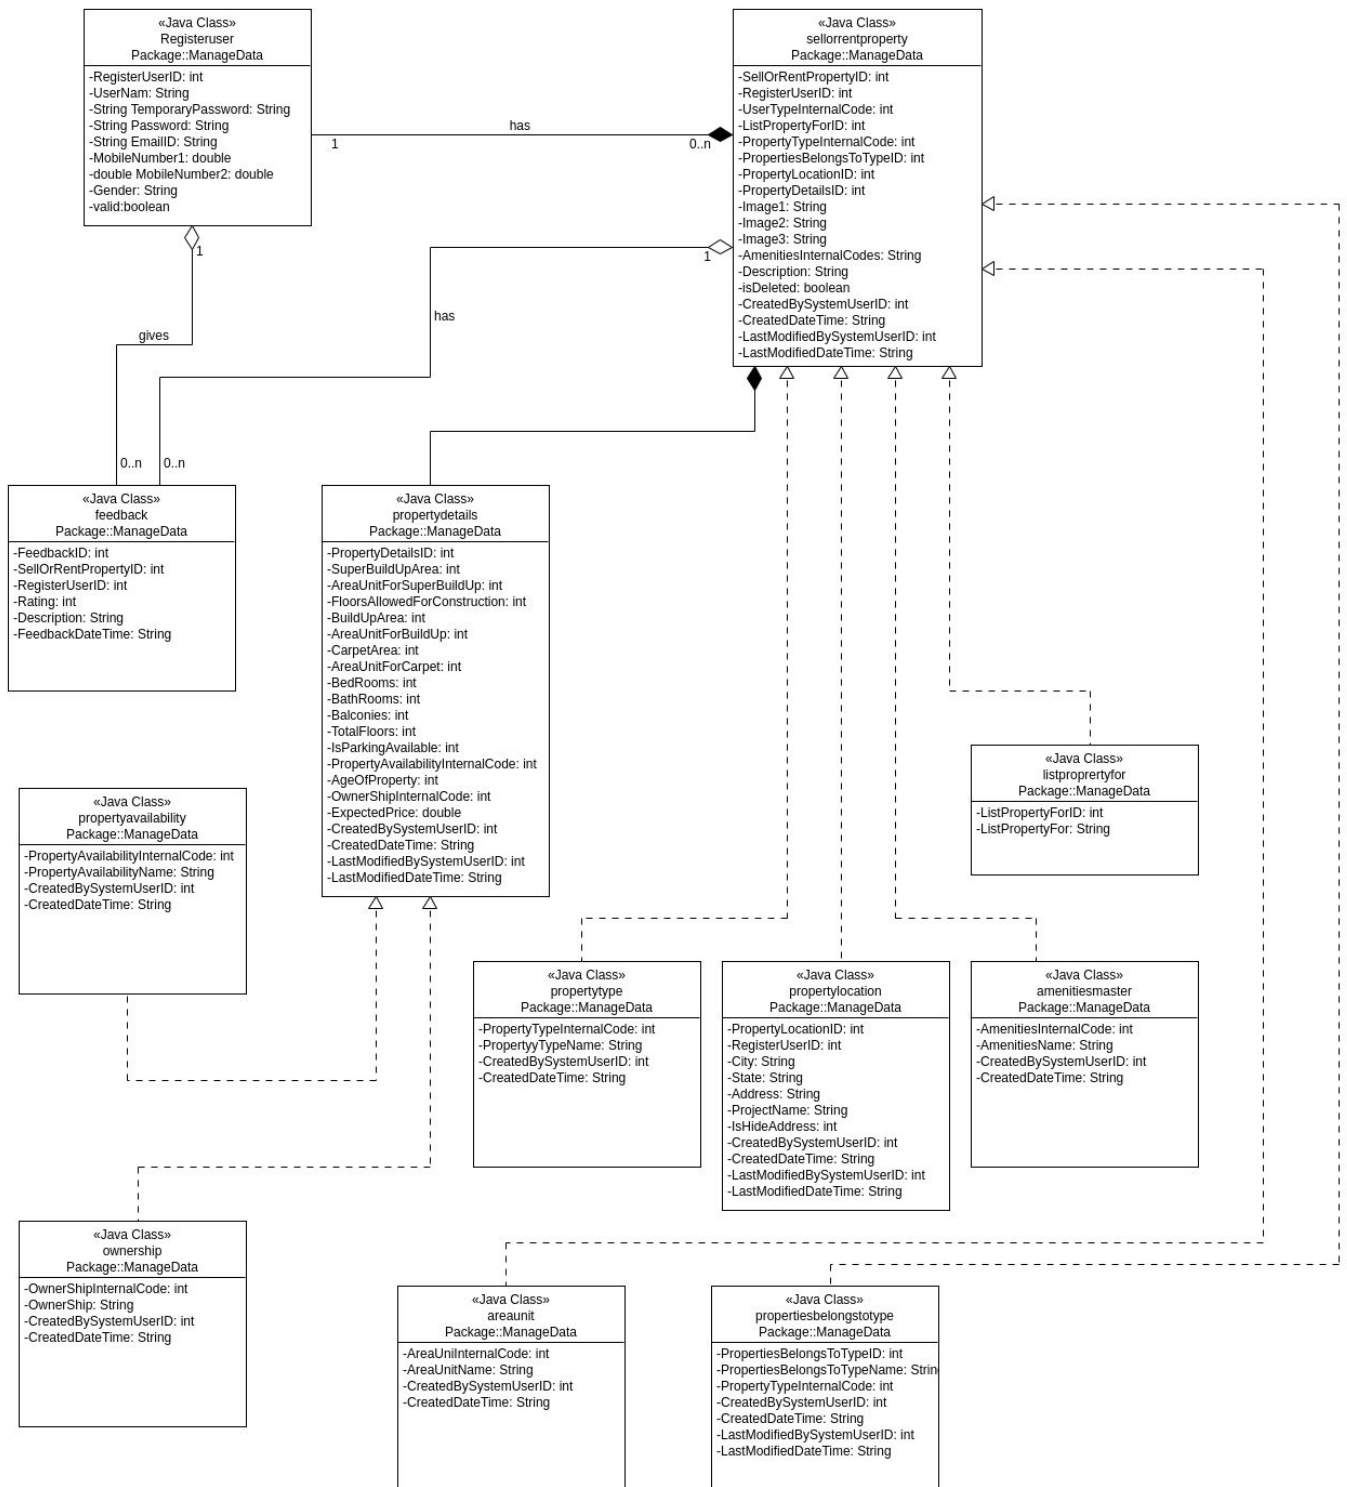 «Java Class»
Registeruser
Package::ManageData
-RegisterUserID: int
-UserNam: String
-String TemporaryPassword: String
-String Password: String
-String EmailID: String
-MobileNumber1: double
-double MobileNumber2: double
-Gender: String
-valid:boolean
«Java Class»
sellorrentproperty
Package::ManageData
-SellOrRentPropertyID: int
-RegisterUserID: int
-UserTypeInternalCode: int
-ListPropertyForID: int
-PropertyTypeInternalCode: int
-PropertiesBelongsToTypeID: int
-PropertyLocationID: int
-PropertyDetailsID: int
-Image1: String
-Image2: String
-Image3: String
-AmenitiesInternalCodes: String
-Description: String
-isDeleted: boolean
-CreatedBySystemUserID: int
-CreatedDateTime: String
-LastModifiedBySystemUserID: int
-LastModifiedDateTime: String
has
1
0..n
1
1
has
gives
0..n
0..n
«Java Class»
feedback
Package::ManageData
-FeedbackID: int
-SellOrRentPropertyID: int
-RegisterUserID: int
-Rating: int
-Description: String
-FeedbackDateTime: String
«Java Class»
propertydetails
Package::ManageData
-PropertyDetailsID: int
-SuperBuildUpArea: int
-AreaUnitForSuperBuildUp: int
-FloorsAllowedForConstruction: int
-BuildUpArea: int
-AreaUnitForBuildUp: int
-CarpetArea: int
-AreaUnitForCarpet: int
-BedRooms: int
-BathRooms: int
-Balconies: int
-TotalFloors: int
-IsParkingAvailable: int
-PropertyAvailabilityInternalCode: int
-AgeOfProperty: int
-OwnerShipInternalCode: int
-ExpectedPrice: double
-CreatedBySystemUserID: int
-CreatedDateTime: String
-LastModifiedBySystemUserID: int
-LastModifiedDateTime: String
«Java Class»
listproprertyfor
Package::ManageData
-ListPropertyForID: int
-ListPropertyFor: String
«Java Class»
propertyavailability
Package::ManageData
-PropertyAvailabilityInternalCode: int
-PropertyAvailabilityName: String
-CreatedBySystemUserID: int
-CreatedDateTime: String
«Java Class»
propertytype
Package::ManageData
-PropertyTypeInternalCode: int
-PropertyyTypeName: String
-CreatedBySystemUserID: int
-CreatedDateTime: String
«Java Class»
propertylocation
Package::ManageData
-PropertyLocationID: int
-RegisterUserID: int
-City: String
-State: String
-Address: String
-ProjectName: String
-IsHideAddress: int
-CreatedBySystemUserID: int
-CreatedDateTime: String
-LastModifiedBySystemUserID: int
-LastModifiedDateTime: String
«Java Class»
amenitiesmaster
Package::ManageData
-AmenitiesInternalCode: int
-AmenitiesName: String
-CreatedBySystemUserID: int
-CreatedDateTime: String
«Java Class»
ownership
Package::ManageData
-OwnerShipInternalCode: int
-OwnerShip: String
-CreatedBySystemUserID: int
-CreatedDateTime: String
«Java Class»
areaunit
Package::ManageData
-AreaUniInternalCode: int
-AreaUnitName: String
-CreatedBySystemUserID: int
-CreatedDateTime: String
«Java Class»
propertiesbelongstotype
Package::ManageData
-PropertiesBelongsToTypeID: int
-PropertiesBelongsToTypeName: Strin
-PropertyTypeInternalCode: int
-CreatedBySystemUserID: int
-CreatedDateTime: String
-LastModifiedBySystemUserID: int
-LastModifiedDateTime: String